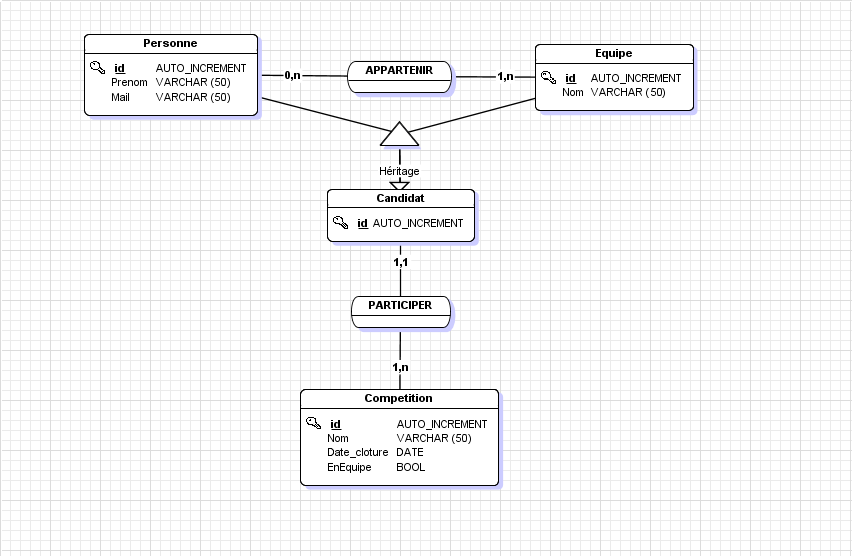 Personne
id AUTO_INCREMENT
Prenom VARCHAR (50)
Mail VARCHAR (50)
0,n
APPARTENIR
1,n
Equipe
id AUTO_INCREMENT
Nom VARCHAR (50)
Héritage
Candidat
id AUTO_INCREMENT
1,1
PARTICIPER
1,n
Competition
id AUTO_INCREMENT
Nom VARCHAR (50)
Date_cloture DATE
EnEquipe BOOL